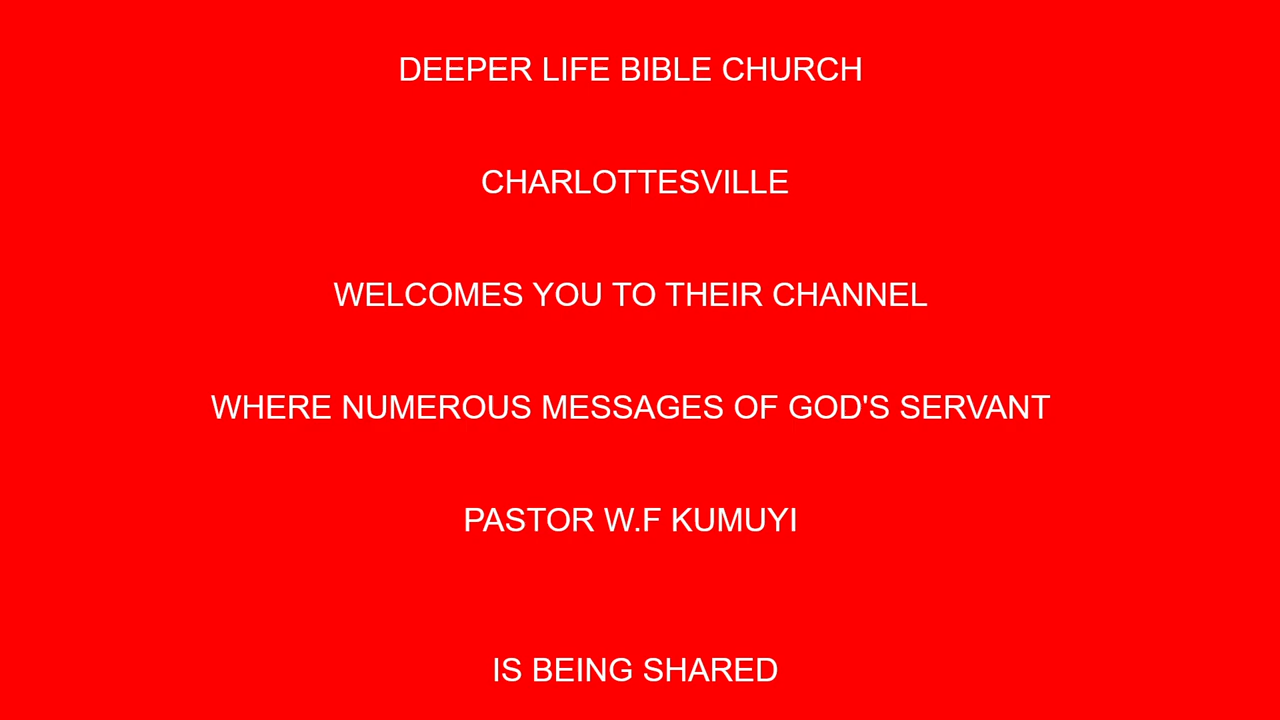 DEEPER LIFE BIBLE CHURCH
CHARLOTTESVILLE
WELCOMES YOU TO THEIR CHANNEL
WHERE NUMEROUS MESSAGES OF GOD'S SERVANT
PASTOR W.F KUMUYI
IS BEING SHARED